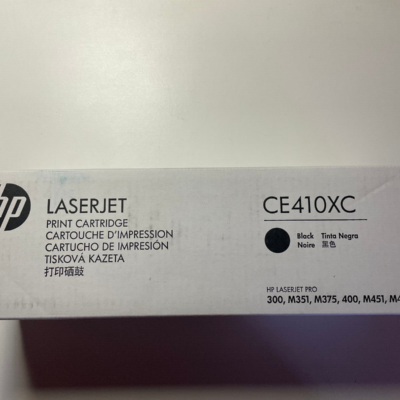 hp
LASERJET
PRINT CARTRIDGE
CARTOUCHE D'IMPRESSION
CARTUCHO DE IMPRESIÓN
TISKOVÁ KAZETA
打印硒鼓
CE410XC
Black Tinta Negra
Noire 黑色
HP LASERJET PRO
300, M351, M375, 400, M451,